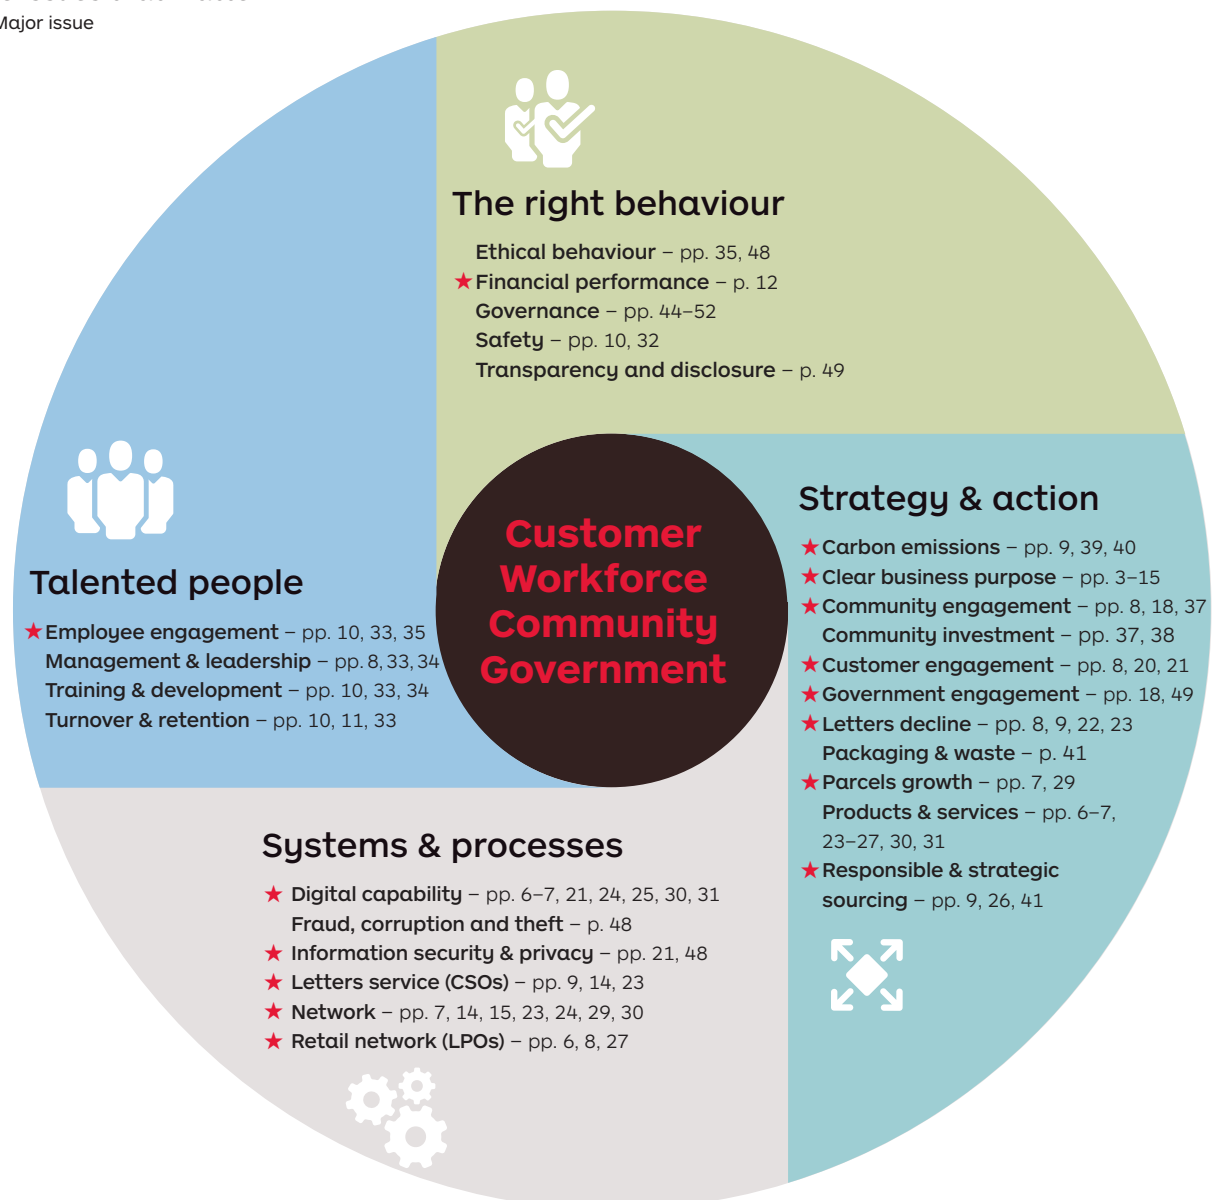 Major issue
The right behaviour
Ethical behaviour – pp. 35, 48
★ Financial performance – p. 12
Governance – pp. 44–52
Safety – pp. 10, 32
Transparency and disclosure – p. 49
Talented people
★ Employee engagement – pp. 10, 33, 35
Management & leadership – pp. 8, 33, 34
Training & development – pp. 10, 33, 34
Turnover & retention – pp. 10, 11, 33
Customer
Workforce
Community
Government
Strategy & action
★ Carbon emissions – pp. 9, 39, 40
★ Clear business purpose – pp. 3–15
★ Community engagement – pp. 8, 18, 37
Community investment – pp. 37, 38
★ Customer engagement – pp. 8, 20, 21
★ Government engagement – pp. 18, 49
★ Letters decline – pp. 8, 9, 22, 23
Packaging & waste – p. 41
★ Parcels growth – pp. 7, 29
Products & services – pp. 6–7,
23–27, 30, 31
★ Responsible & strategic
sourcing – pp. 9, 26, 41
Systems & processes
★ Digital capability – pp. 6–7, 21, 24, 25, 30, 31
Fraud, corruption and theft – p. 48
★ Information security & privacy – pp. 21, 48
★ Letters service (CSOs) – pp. 9, 14, 23
★ Network – pp. 7, 14, 15, 23, 24, 29, 30
★ Retail network (LPOs) – pp. 6, 8, 27